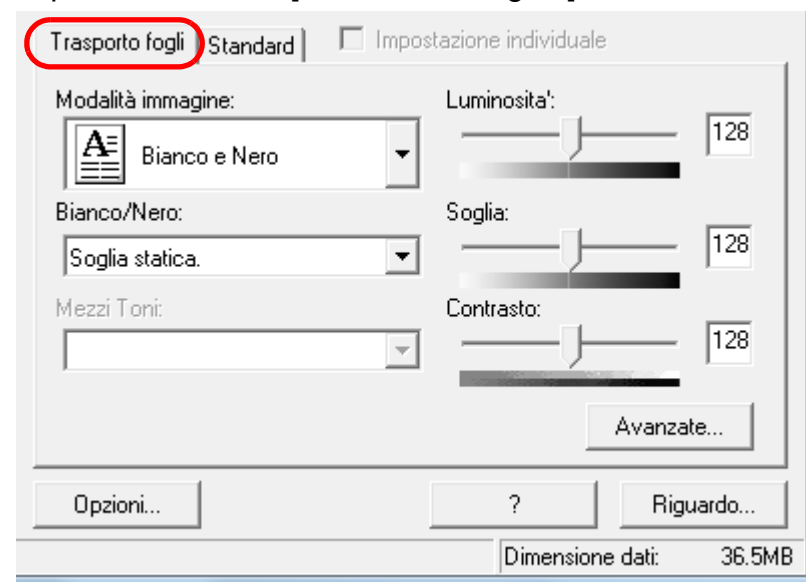 Trasporto fogli Standard Impostazione individuale
Modalità immagine: Luminosita':
A Bianco e Nero 128
Bianco/Nero: Soglia:
Soglia statica. 128
Mezzi Toni: Contrasto:
128
Avanzate...
Opzioni... ? Riguardo...
Dimensione dati: 36.5MB